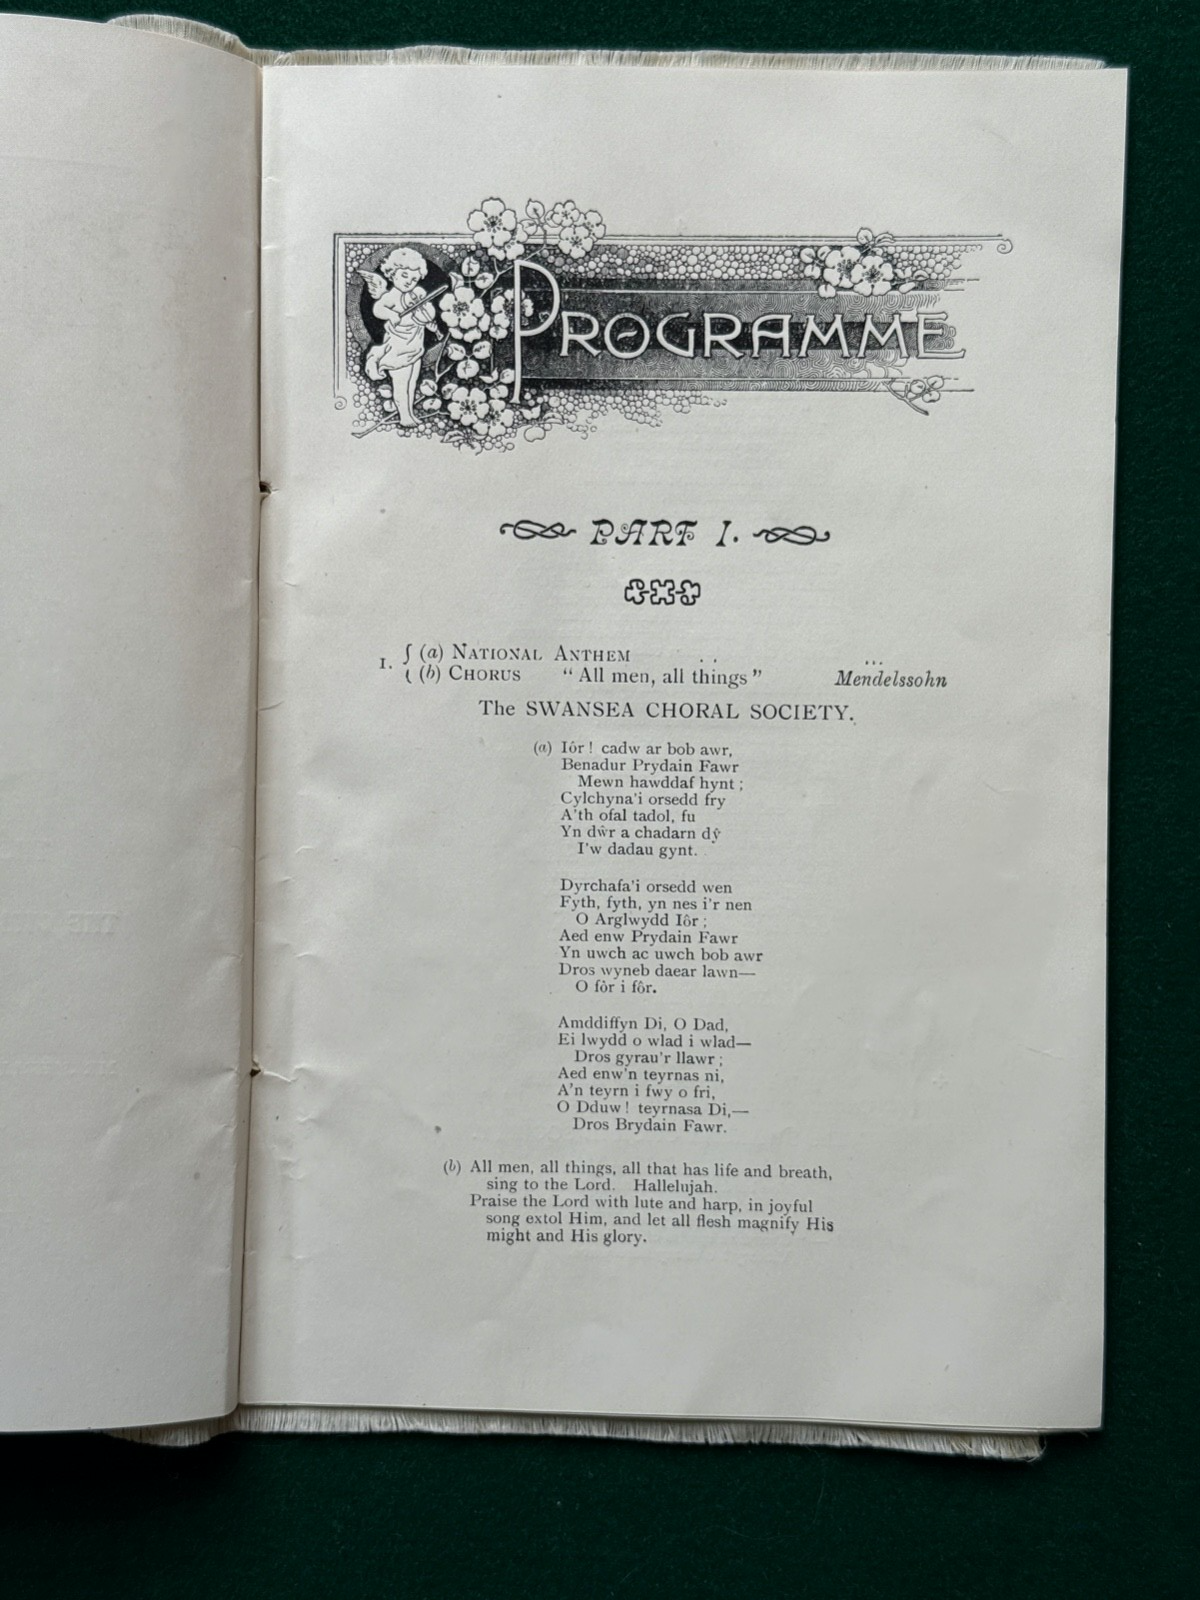 PROGRAMME
PART I.
1. { (a) NATIONAL ANTHEM .. ...
(b) CHORUS "All men, all things" Mendelssohn
The SWANSEA CHORAL SOCIETY.
(a) Iôr! cadw ar bob awr,
Benadur Prydain Fawr
Mewn hawddaf hynt;
Cylchyna'i orsedd fry
A'th ofal tadol, fu
Yn dŵr a chadarn dŷ
I'w dadau gynt.
Dyrchafa'i orsedd wen
Fyth, fyth, yn nes i'r nen
O Arglwydd Iôr;
Aed enw Prydain Fawr
Yn uwch ac uwch bob awr
Dros wyneb daear lawn—
O fôr i fôr.
Amddiffyn Di, O Dad,
Ei lwydd o wlad i wlad—
Dros gyrau'r llawr;
Aed enw'n teyrnas ni,
A'n teyrn i fwy o fri,
O Dduw! teyrnasa Di,—
Dros Brydain Fawr.
(b) All men, all things, all that has life and breath,
sing to the Lord. Hallelujah.
Praise the Lord with lute and harp, in joyful
song extol Him, and let all flesh magnify His
might and His glory.